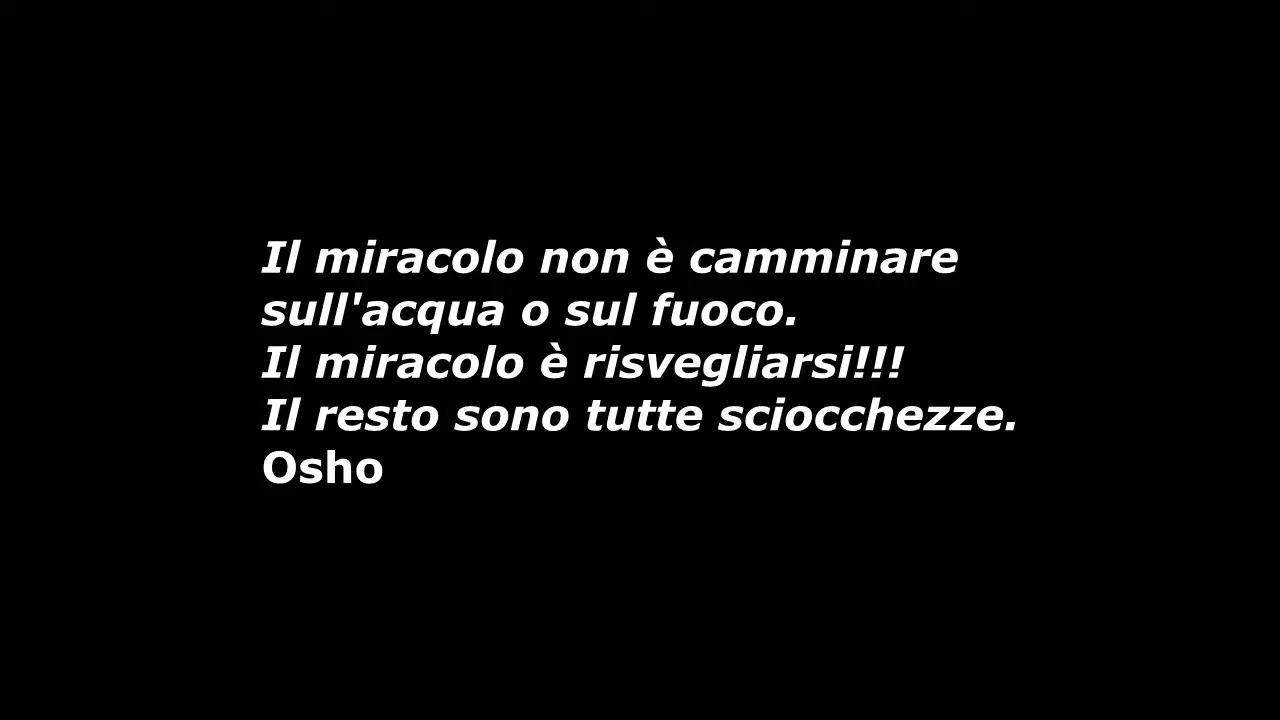 Il miracolo non è camminare
sull'acqua o sul fuoco.
Il miracolo è risvegliarsi!!!
Il resto sono tutte sciocchezze.
Osho